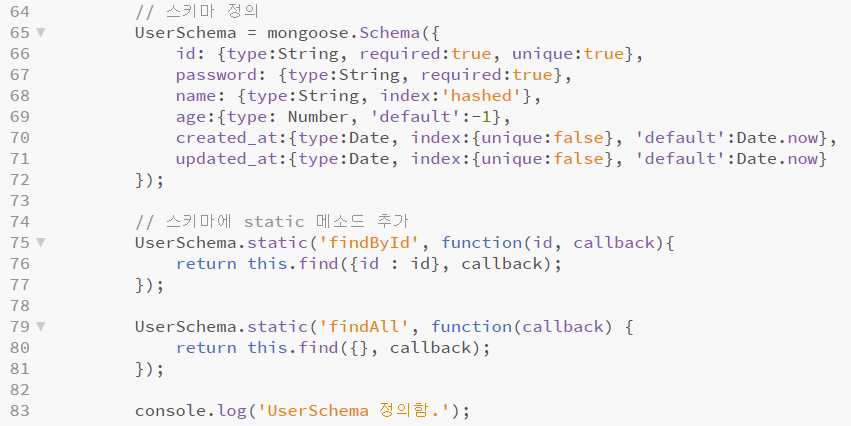 64 // 스키마 정의
65 UserSchema = mongoose.Schema({
66 id: {type:String, required:true, unique:true},
67 password: {type:String, required:true},
68 name: {type:String, index:'hashed'},
69 age:{type: Number, 'default':-1},
70 created_at:{type:Date, index:{unique:false}, 'default':Date.now},
71 updated_at:{type:Date, index:{unique:false}, 'default':Date.now}
72 });
73
74 // 스키마에 static 메소드 추가
75 UserSchema.static('findById', function(id, callback){
76 return this.find({id : id}, callback);
77 });
78
79 UserSchema.static('findAll', function(callback) {
80 return this.find({}, callback);
81 });
82
83 console.log('UserSchema 정의함.');